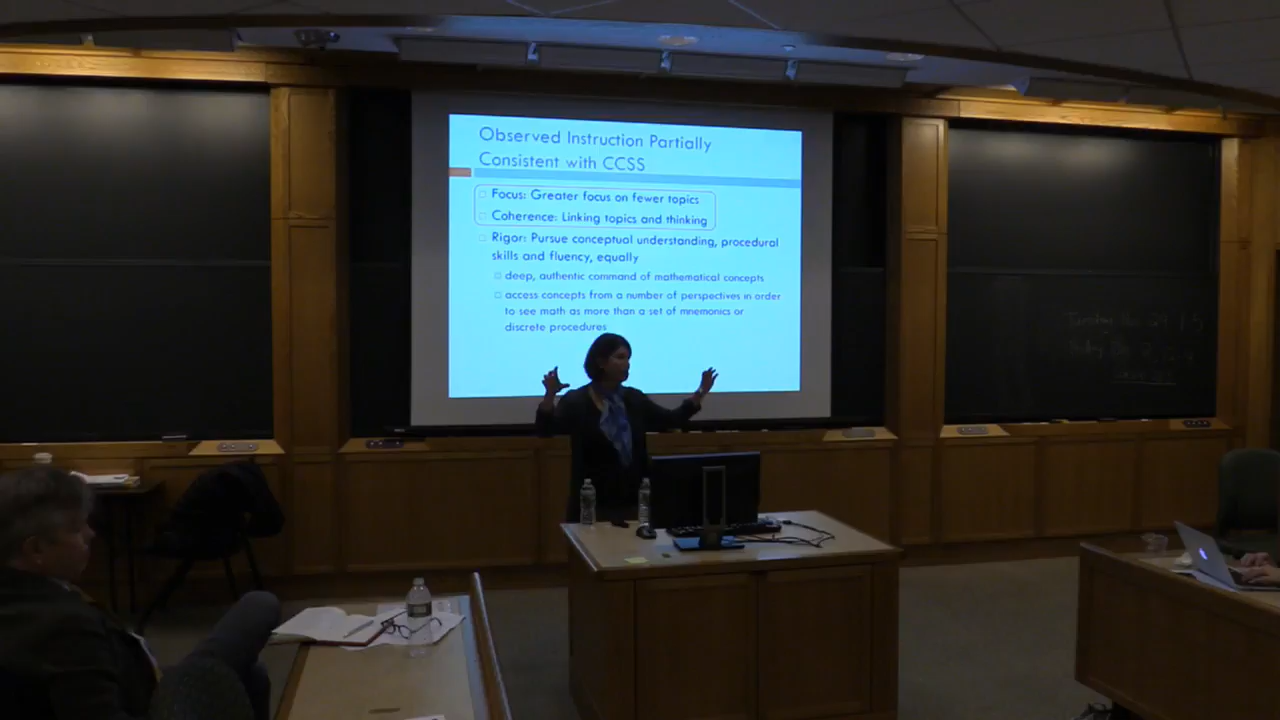 Observed Instruction Partially
Consistent with CCSS
Focus: Greater focus on fewer topics
Coherence: Linking topics and thinking
Rigor: Pursue conceptual understanding, procedural
skills and fluency, equally
deep, authentic command of mathematical concepts
access concepts from a number of perspectives in order
to see math as more than a set of mnemonics or
discrete procedures